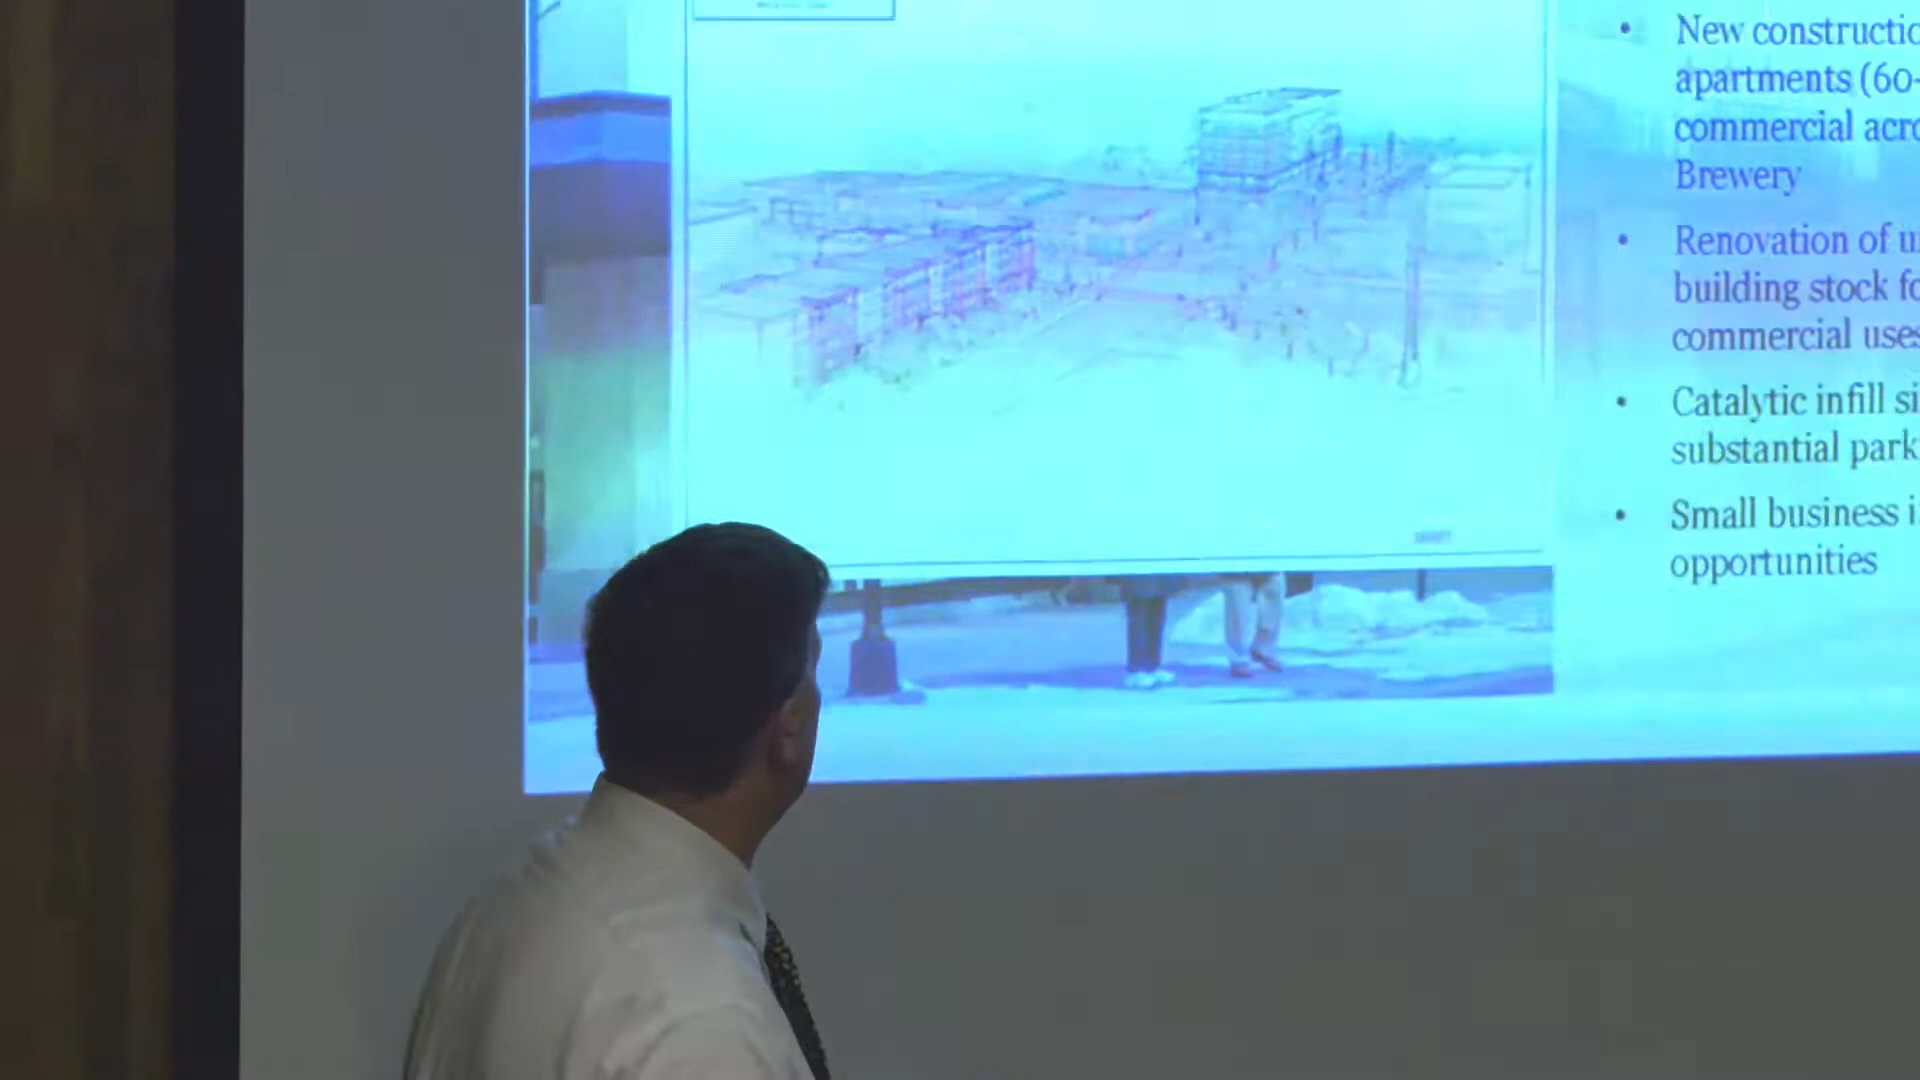 • New constructio
apartments (60-
commercial acro
Brewery
• Renovation of u
building stock fo
commercial uses
• Catalytic infill si
substantial park
• Small business i
opportunities